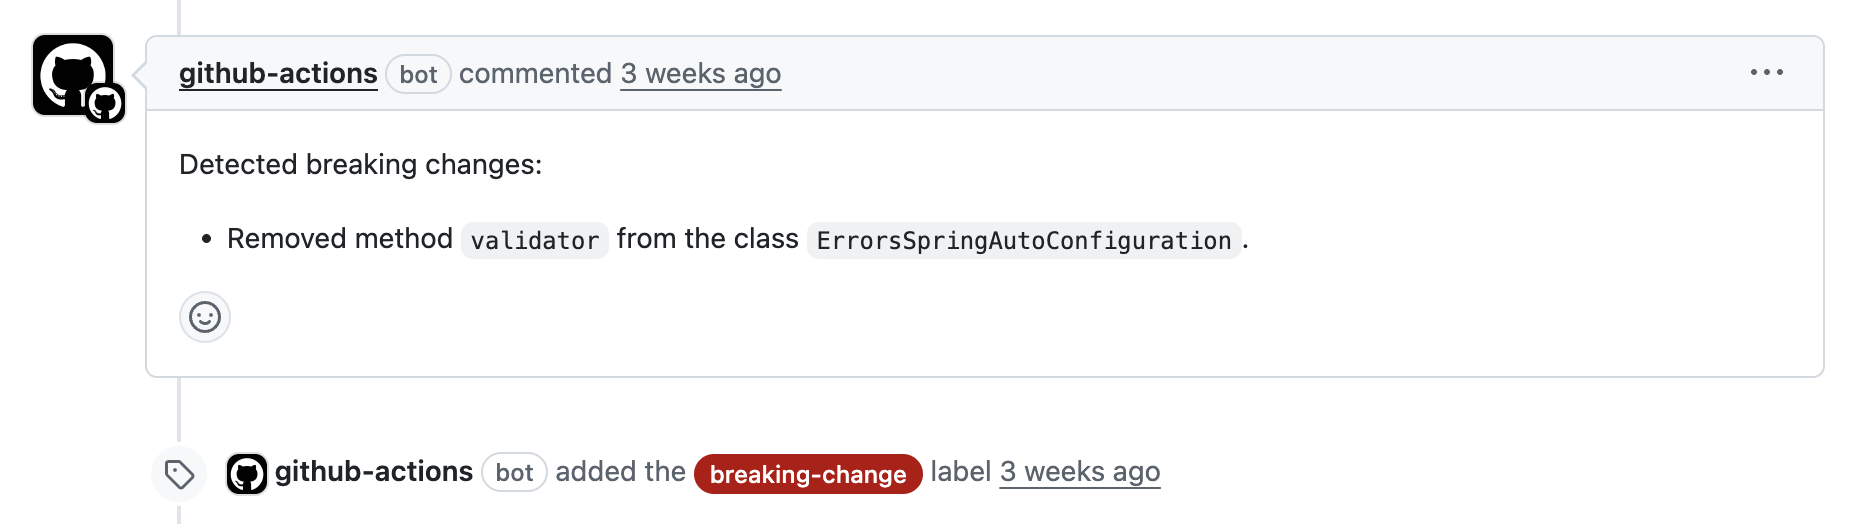 github-actions bot commented 3 weeks ago
Detected breaking changes:
• Removed method validator from the class ErrorsSpringAutoConfiguration.
github-actions bot added the breaking-change label 3 weeks ago